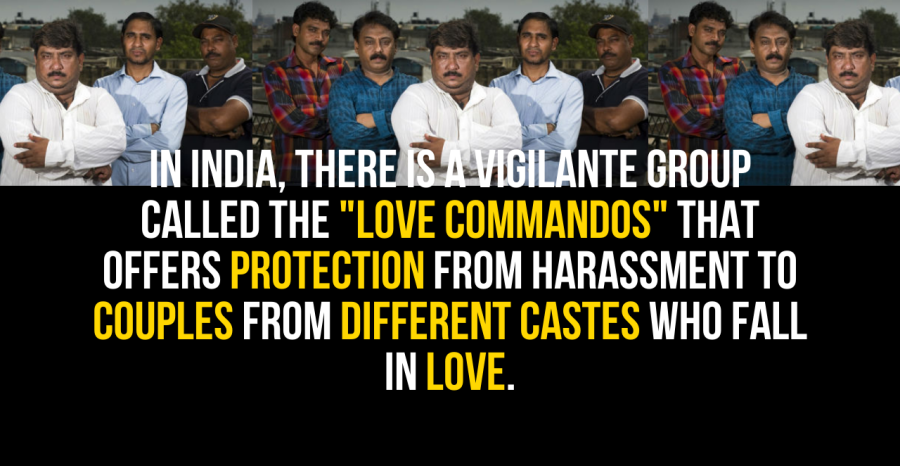 IN INDIA, THERE IS A VIGILANTE GROUP
CALLED THE "LOVE COMMANDOS" THAT
OFFERS PROTECTION FROM HARASSMENT TO
COUPLES FROM DIFFERENT CASTES WHO FALL
IN LOVE.